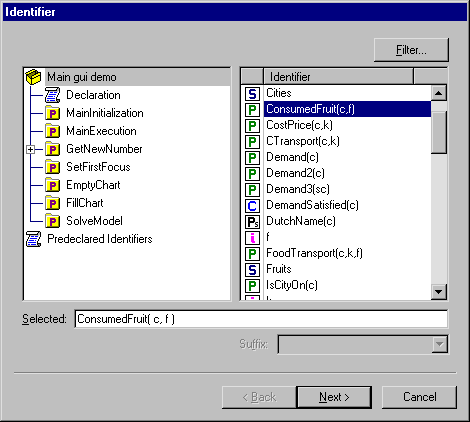 Identifier
Filter...
Main gui demo
Declaration
P MainInitialization
P MainExecution
P GetNewNumber
P SetFirstFocus
P EmptyChart
P FillChart
P SolveModel
Predeclared Identifiers
Identifier
S Cities
P ConsumedFruit(c,f)
P CostPrice(c,k)
P CTransport(c,k)
P Demand(c)
P Demand2(c)
P Demand3(sc)
C DemandSatisfied(c)
Ps DutchName(c)
i f
P FoodTransport(c,k,f)
S Fruits
P IsCityOn(c)
Selected: ConsumedFruit( c, f )
Suffix:
< Back Next > Cancel